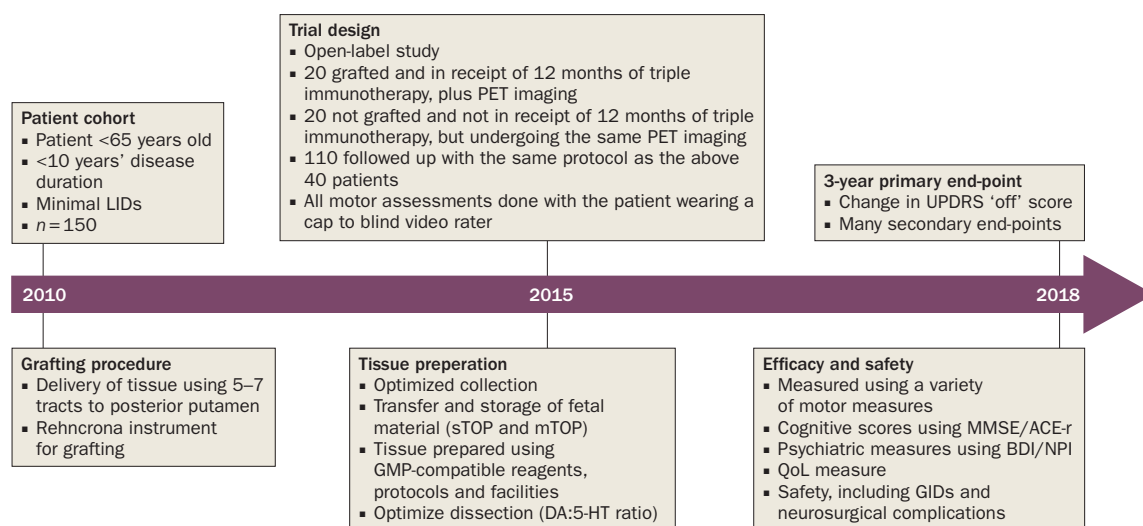 Trial design
▪ Open-label study
▪ 20 grafted and in receipt of 12 months of triple
immunotherapy, plus PET imaging
▪ 20 not grafted and not in receipt of 12 months of triple
immunotherapy, but undergoing the same PET imaging
▪ 110 followed up with the same protocol as the above
40 patients
▪ All motor assessments done with the patient wearing a
cap to blind video rater
Patient cohort
▪ Patient <65 years old
▪ <10 years’ disease
duration
▪ Minimal LIDs
▪ n = 150
3-year primary end-point
▪ Change in UPDRS ‘off’ score
▪ Many secondary end-points
2010
2015
2018
Grafting procedure
▪ Delivery of tissue using 5–7
tracts to posterior putamen
▪ Rehncrona instrument
for grafting
Tissue preperation
▪ Optimized collection
▪ Transfer and storage of fetal
material (sTOP and mTOP)
▪ Tissue prepared using
GMP-compatible reagents,
protocols and facilities
▪ Optimize dissection (DA:5-HT ratio)
Efficacy and safety
▪ Measured using a variety
of motor measures
▪ Cognitive scores using MMSE/ACE-r
▪ Psychiatric measures using BDI/NPI
▪ QoL measure
▪ Safety, including GIDs and
neurosurgical complications